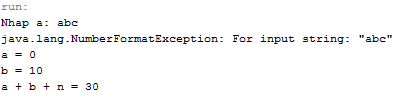 run:
Nhap a: abc
java.lang.NumberFormatException: For input string: "abc"
a = 0
b = 10
a + b + n = 30